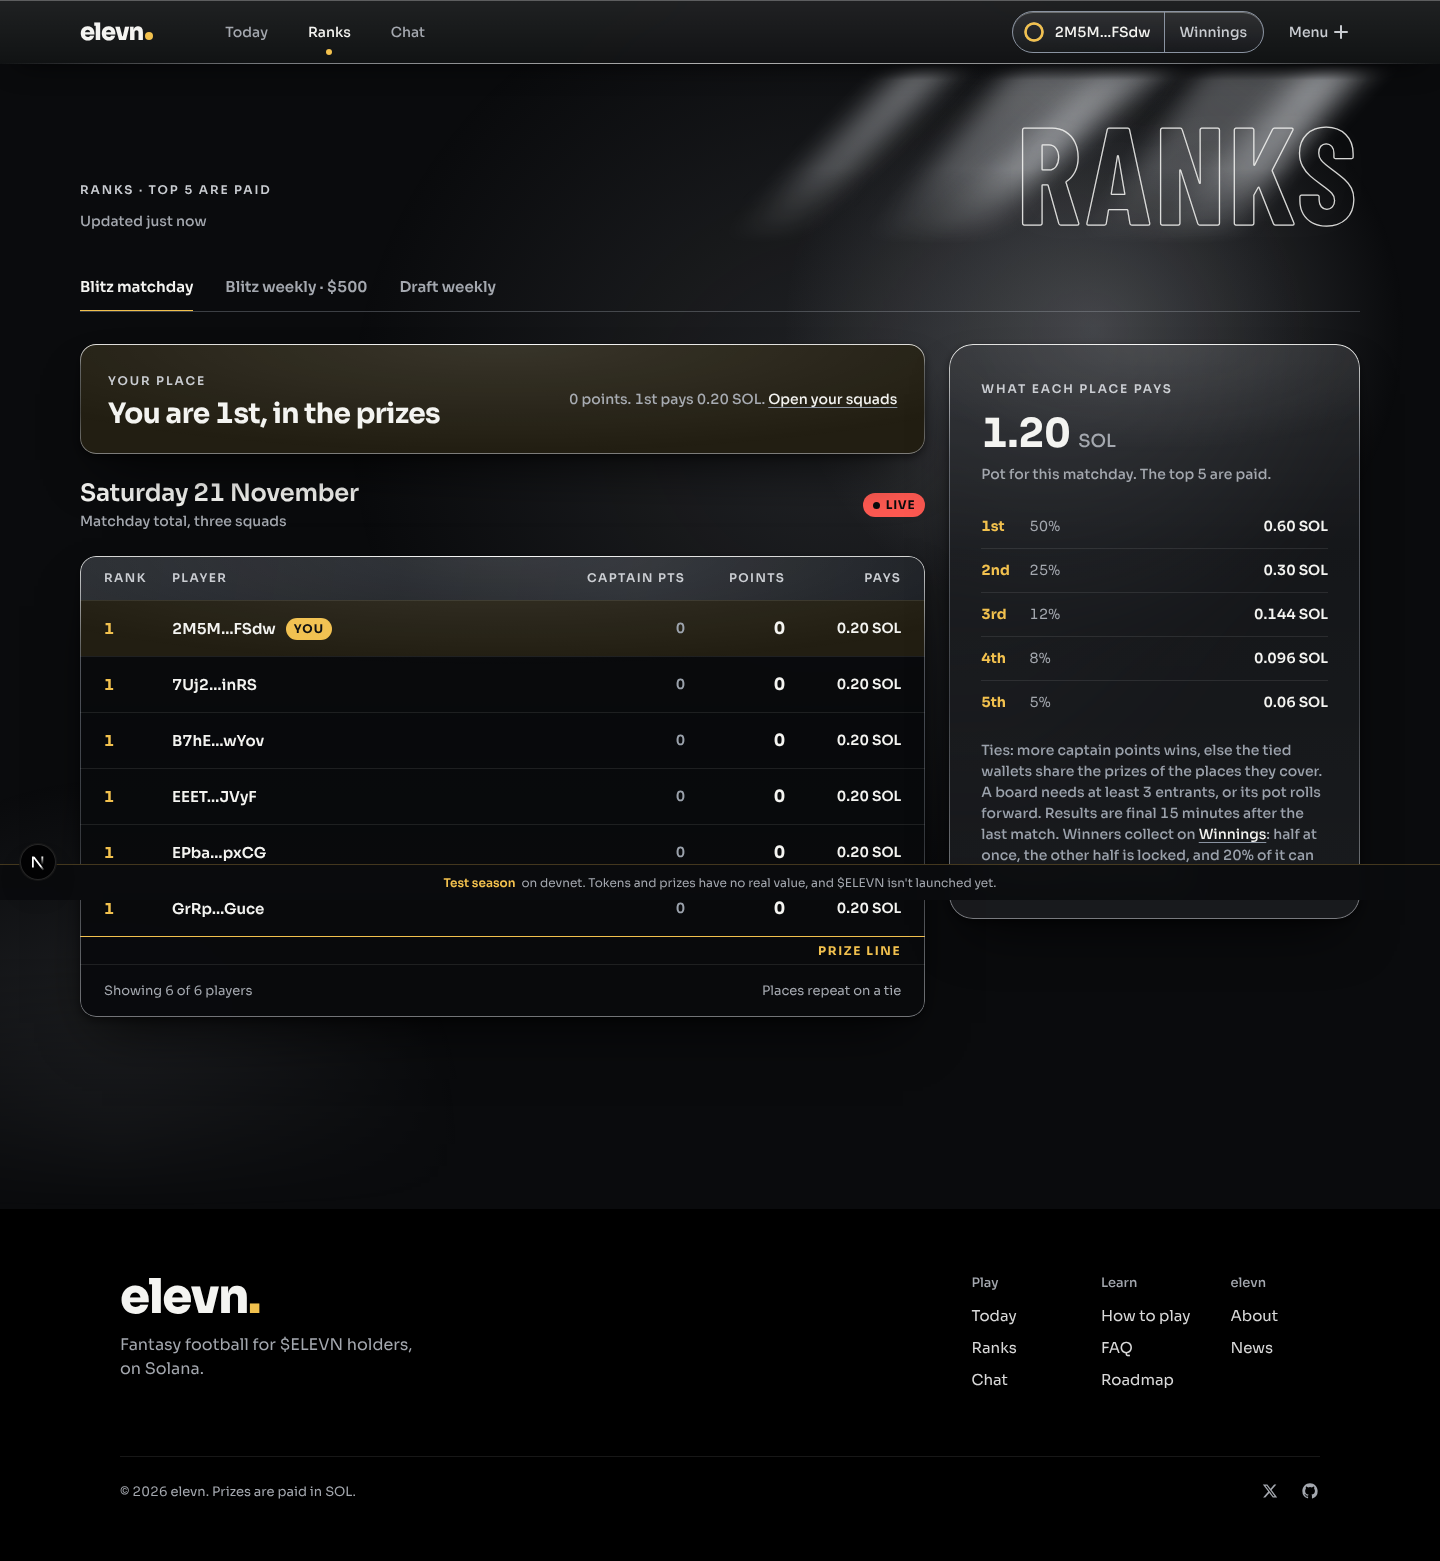 elevn.
Today Ranks Chat
2M5M...FSdw Winnings Menu
RANKS
RANKS · TOP 5 ARE PAID
Updated just now
Blitz matchday Blitz weekly · $500 Draft weekly
YOUR PLACE
You are 1st, in the prizes
0 points. 1st pays 0.20 SOL. Open your squads
Saturday 21 November
Matchday total, three squads
LIVE
RANK PLAYER CAPTAIN PTS POINTS PAYS
1 2M5M...FSdw YOU 0 0 0.20 SOL
1 7Uj2...inRS 0 0 0.20 SOL
1 B7hE...wYov 0 0 0.20 SOL
1 EEET...JVyF 0 0 0.20 SOL
1 EPba...pxCG 0 0 0.20 SOL
1 GrRp...Guce 0 0 0.20 SOL
PRIZE LINE
Showing 6 of 6 players Places repeat on a tie
WHAT EACH PLACE PAYS
1.20 SOL
Pot for this matchday. The top 5 are paid.
1st 50% 0.60 SOL
2nd 25% 0.30 SOL
3rd 12% 0.144 SOL
4th 8% 0.096 SOL
5th 5% 0.06 SOL
Ties: more captain points wins, else the tied
wallets share the prizes of the places they cover.
A board needs at least 3 entrants, or its pot rolls
forward. Results are final 15 minutes after the
last match. Winners collect on Winnings: half at
once, the other half is locked, and 20% of it can
N
Test season on devnet. Tokens and prizes have no real value, and $ELEVN isn't launched yet.
elevn.
Fantasy football for $ELEVN holders,
on Solana.
Play
Today
Ranks
Chat
Learn
How to play
FAQ
Roadmap
elevn
About
News
© 2026 elevn. Prizes are paid in SOL.